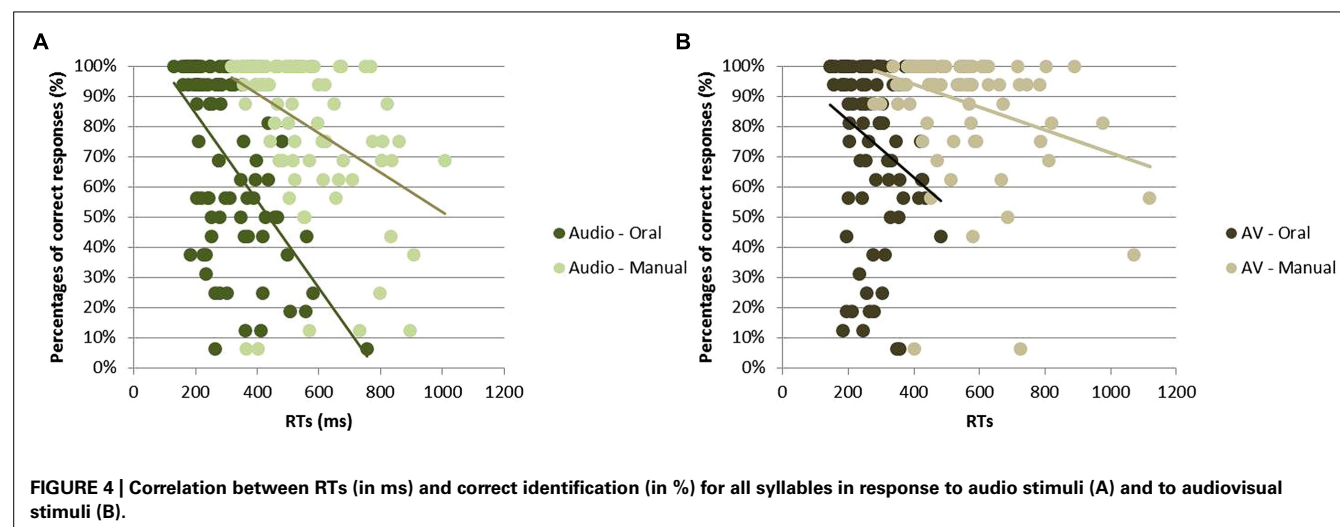 A
100%
90%
80%
70%
60%
50%
40%
30%
20%
10%
0%
Percentages of correct responses (%)
0 200 400 600 800 1000 1200
RTs (ms)
Audio - Oral
Audio - Manual
B
100%
90%
80%
70%
60%
50%
40%
30%
20%
10%
0%
Percentages of correct responses (%)
0 200 400 600 800 1000 1200
RTs
AV - Oral
AV - Manual
FIGURE 4 | Correlation between RTs (in ms) and correct identification (in %) for all syllables in response to audio stimuli (A) and to audiovisual
stimuli (B).